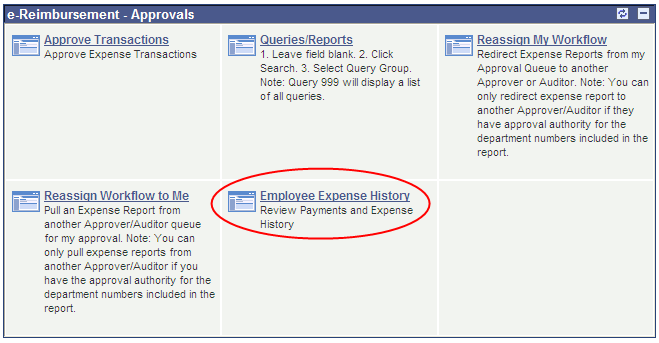 e-Reimbursement - Approvals
Approve Transactions
Approve Expense Transactions
Queries/Reports
1. Leave field blank. 2. Click
Search. 3. Select Query Group.
Note: Query 999 will display a list
of all queries.
Reassign My Workflow
Redirect Expense Reports from my
Approval Queue to another
Approver or Auditor. Note: You can
only redirect expense report to
another Approver/Auditor if they
have approval authority for the
department numbers included in the
report.
Reassign Workflow to Me
Pull an Expense Report from
another Approver/Auditor queue
for my approval. Note: You can
only pull expense reports from
another Approver/Auditor if you
have the approval authority for the
department numbers included in the
report.
Employee Expense History
Review Payments and Expense
History